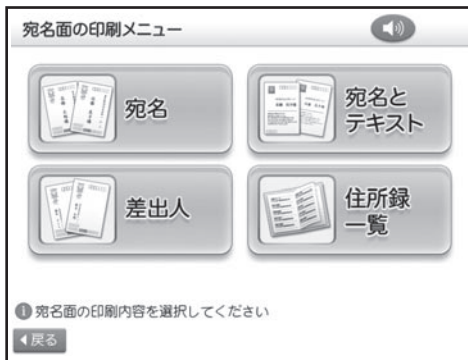 宛名面の印刷メニュー
宛名
宛名と
テキスト
差出人
住所録
一覧
宛名面の印刷内容を選択してください
戻る